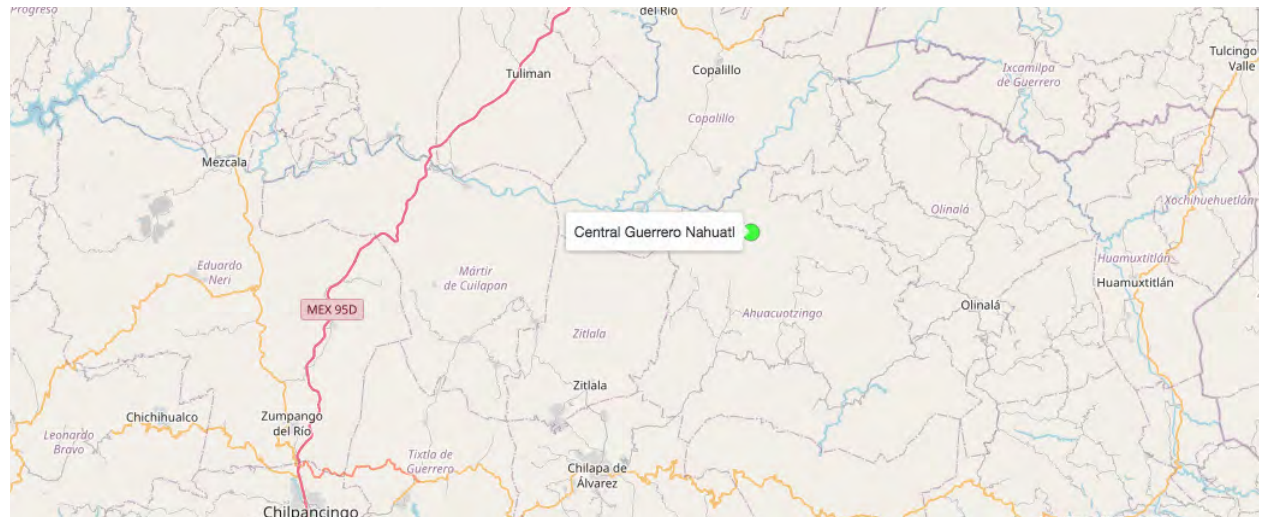 Progreso
del Río
Tulcingo
Valle
Tuliman
Copalillo
Ixcamilpa
de Guerrero
Copalillo
Mezcala
Xochihuehuetlán
Olinalá
Central Guerrero Nahuatl
Eduardo
Neri
Mártir
de Cuilapan
Huamuxtitlán
Huamuxtitlán
MEX 95D
Ahuacuotzingo
Olinalá
Zitlala
Zitlala
Chichihualco
Zumpango
del Río
Leonardo
Bravo
Tixtla de
Guerrero
Chilapa de
Álvarez
Chilpancingo